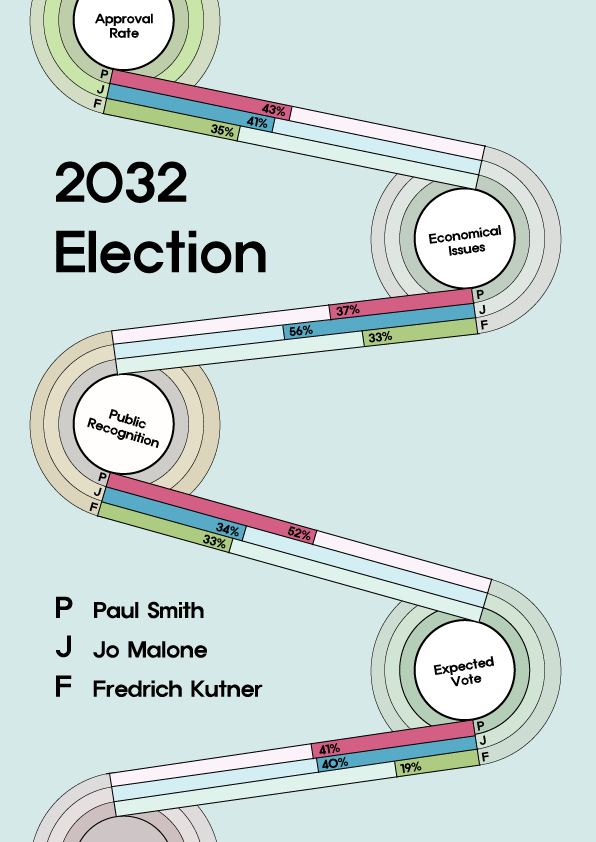 Approval
Rate
P
J
F
43%
41%
35%
2032
Election
Economical
Issues
P
J
F
37%
56%
33%
Public
Recognition
P
J
F
52%
34%
33%
P Paul Smith
J Jo Malone
F Fredrich Kutner
Expected
Vote
P
J
F
41%
40%
19%